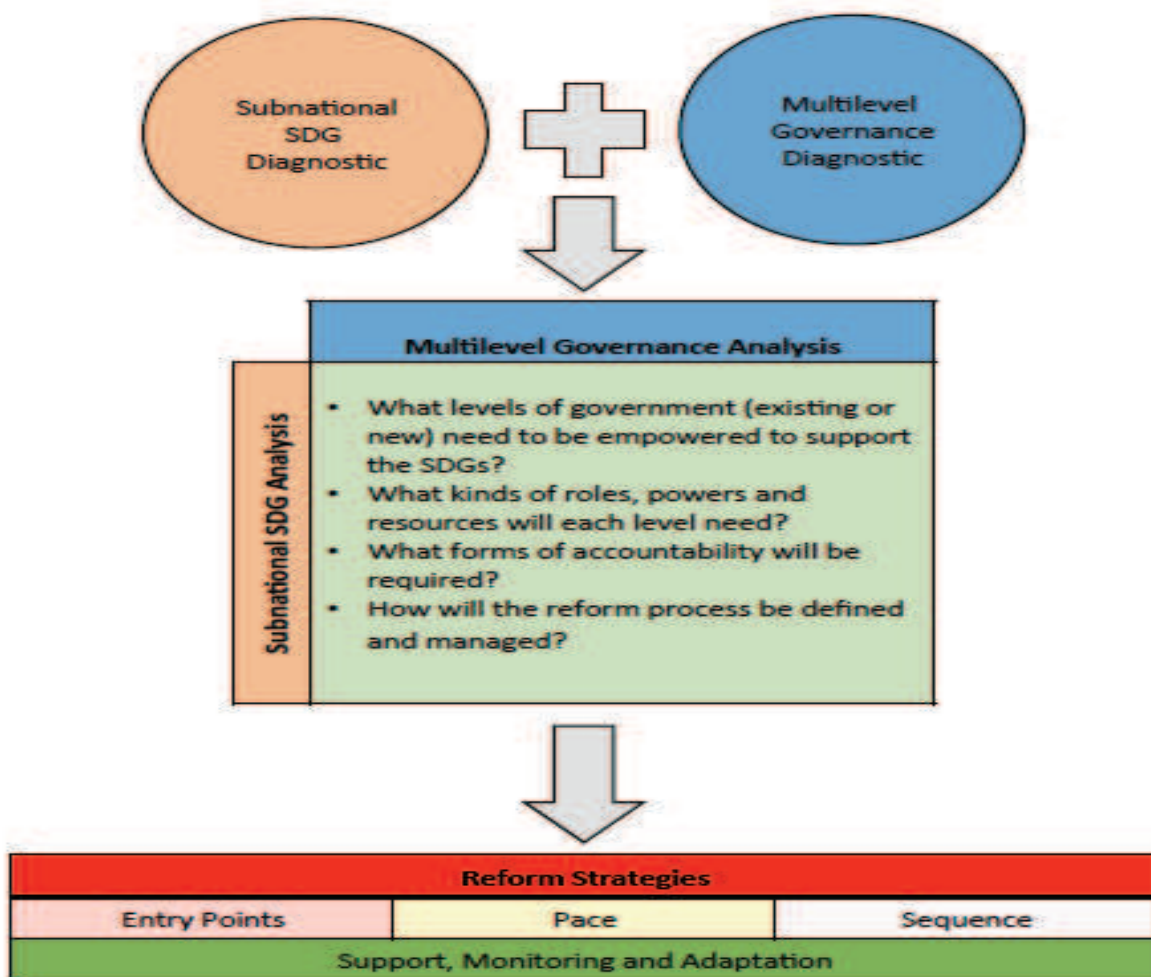 Subnational
SDG
Diagnostic
Multilevel
Governance
Diagnostic
Multilevel Governance Analysis
Subnational SDG Analysis
• What levels of government (existing or
new) need to be empowered to support
the SDGs?
• What kinds of roles, powers and
resources will each level need?
• What forms of accountability will be
required?
• How will the reform process be defined
and managed?
Reform Strategies
Entry Points
Pace
Sequence
Support, Monitoring and Adaptation